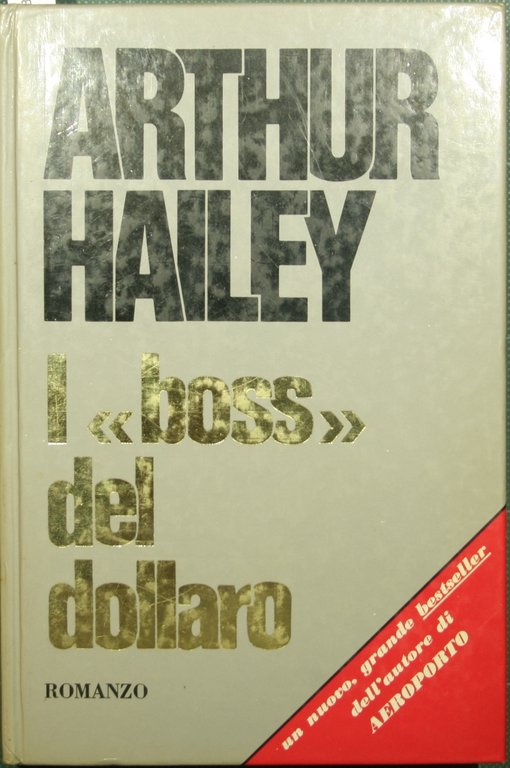 ARTHUR
HAILEY
I «boss»
del
dollaro
ROMANZO
un nuovo, grande bestseller
dell'autore di
AEROPORTO